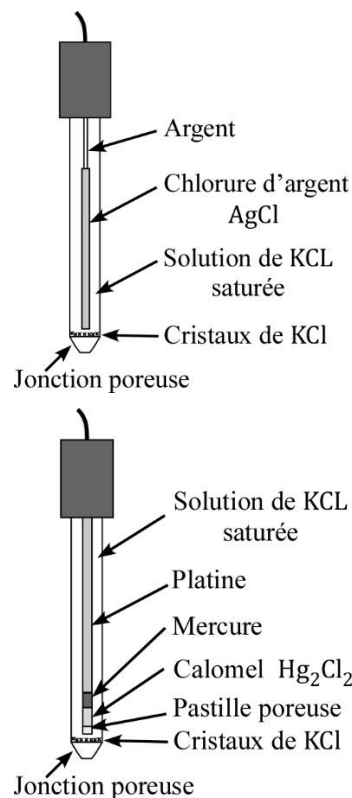 Argent
Chlorure d'argent
AgCl
Solution de KCL
saturée
Cristaux de KCl
Jonction poreuse
Solution de KCL
saturée
Platine
Mercure
Calomel Hg₂Cl₂
Pastille poreuse
Cristaux de KCl
Jonction poreuse